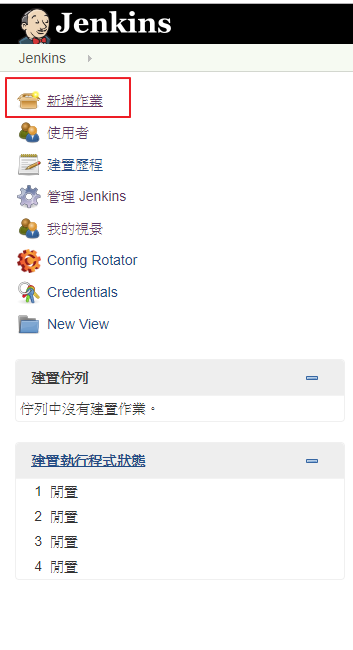 Jenkins
Jenkins
新增作業
使用者
建置歷程
管理 Jenkins
我的視景
Config Rotator
Credentials
New View
建置佇列
佇列中沒有建置作業。
建置執行程式狀態
1 閒置
2 閒置
3 閒置
4 閒置